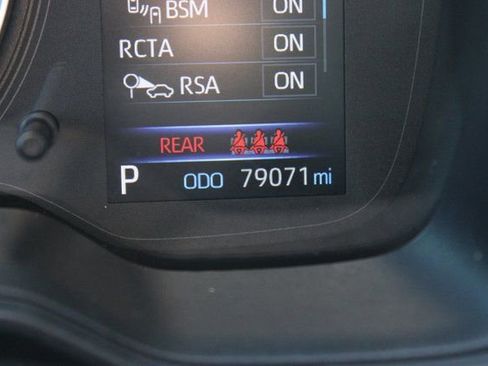 BSM ON
RCTA ON
RSA ON
REAR
P ODO 79071 mi